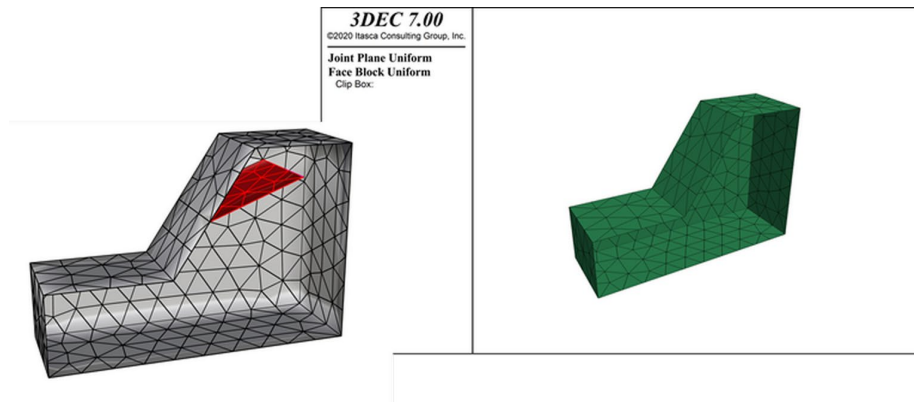 3DEC 7.00
©2020 Itasca Consulting Group, Inc.
Joint Plane Uniform
Face Block Uniform
Clip Box: